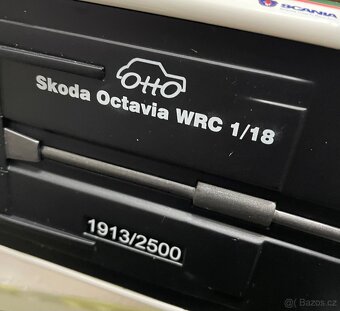 SCANIA
OttO
Skoda Octavia WRC 1/18
1913/2500
© Bazos.cz